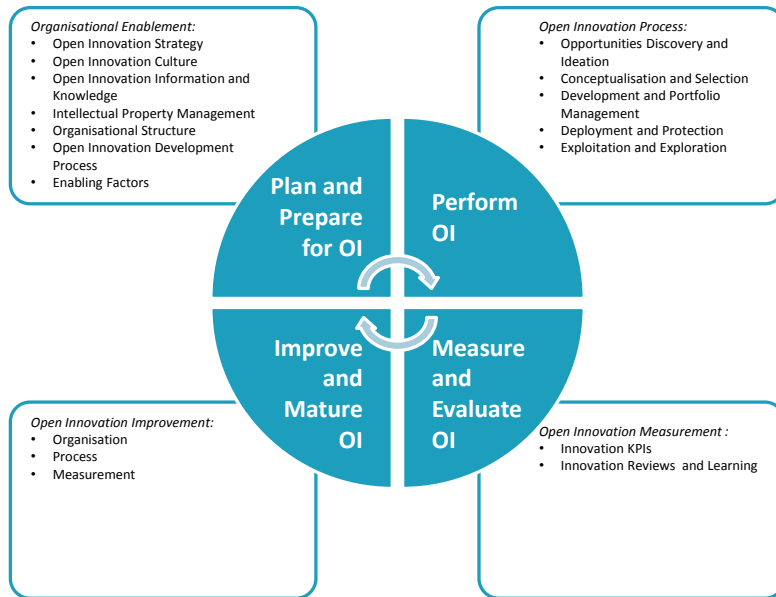 Organisational Enablement:
• Open Innovation Strategy
• Open Innovation Culture
• Open Innovation Information and
Knowledge
• Intellectual Property Management
• Organisational Structure
• Open Innovation Development
Process
• Enabling Factors
Open Innovation Process:
• Opportunities Discovery and
Ideation
• Conceptualisation and Selection
• Development and Portfolio
Management
• Deployment and Protection
• Exploitation and Exploration
Plan and
Prepare
for OI
Perform
OI
Improve
and
Mature
OI
Measure
and
Evaluate
OI
Open Innovation Improvement:
• Organisation
• Process
• Measurement
Open Innovation Measurement :
• Innovation KPIs
• Innovation Reviews and Learning